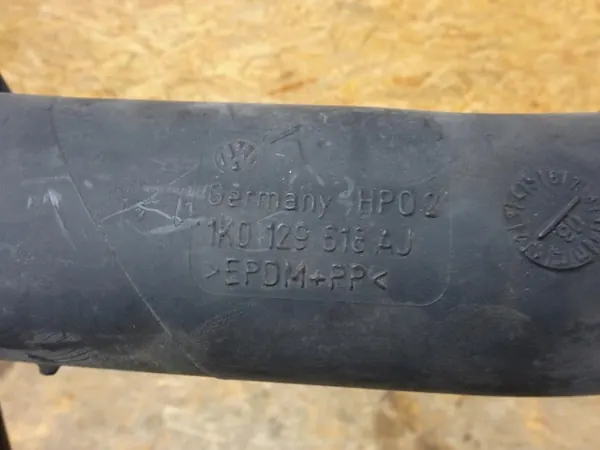 Germany HPO2
1K0 129 618 AJ
>EPDM+PP<